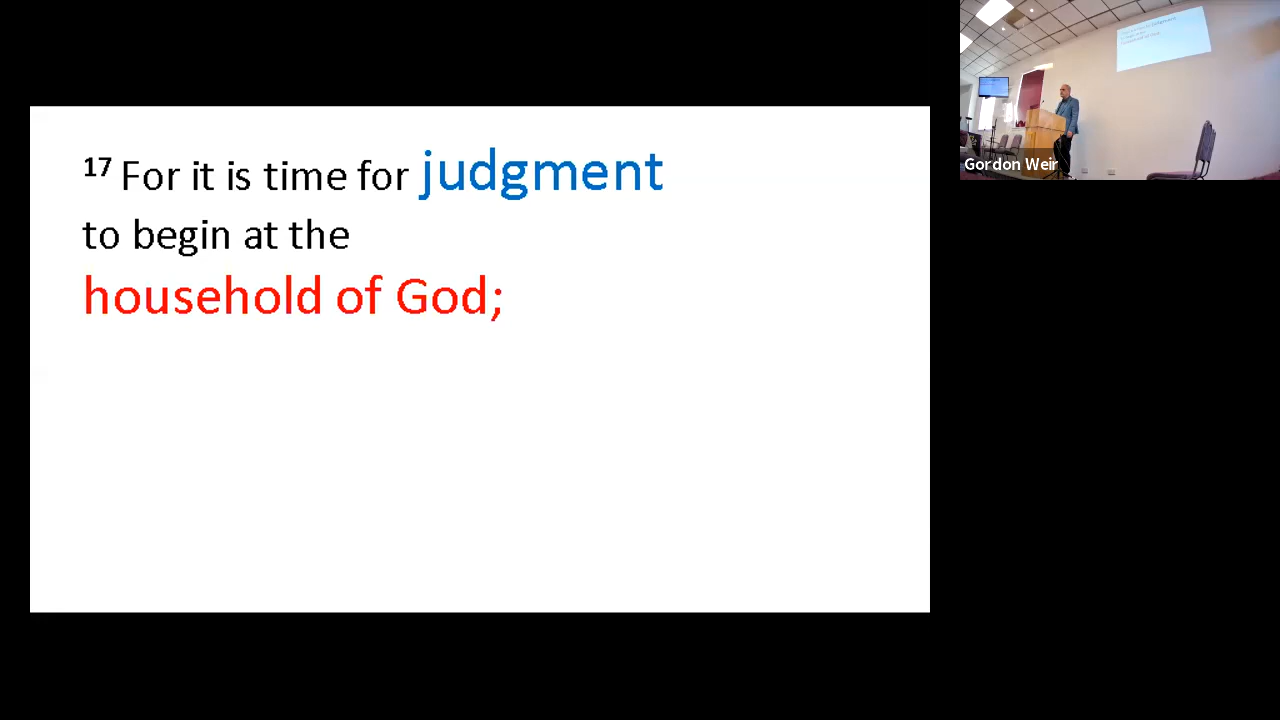 17 For it is time for judgment
to begin at the
household of God;
Gordon Weir